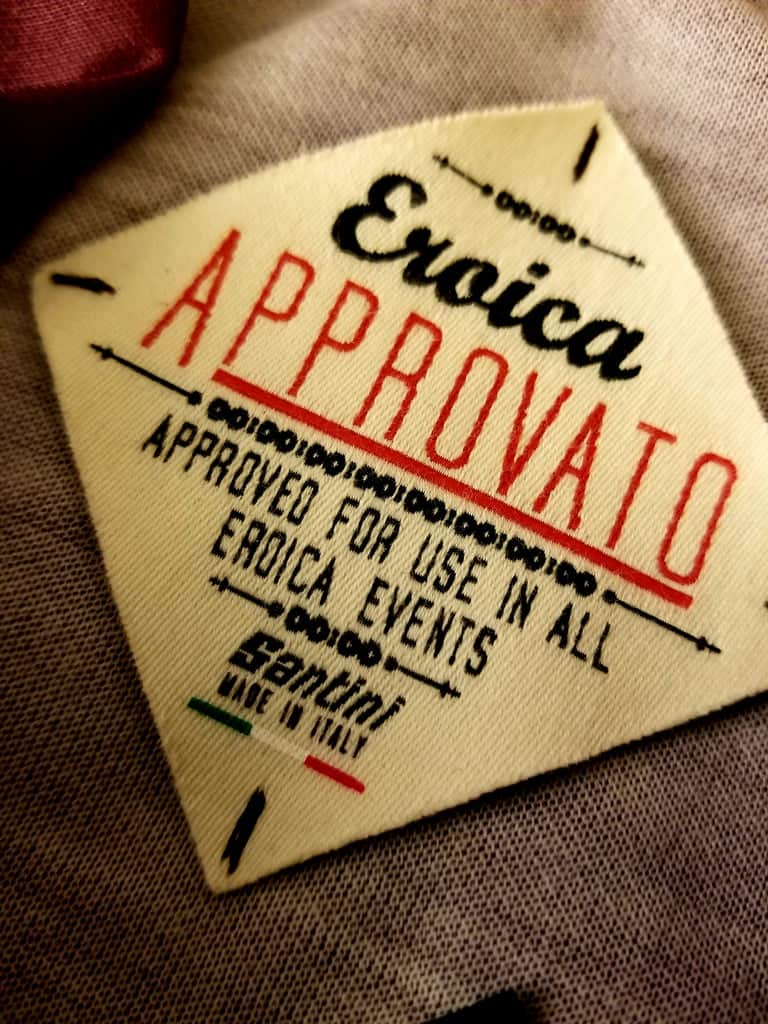 Eroica
APPROVATO
APPROVED FOR USE IN ALL
EROICA EVENTS
Santini
MADE IN ITALY